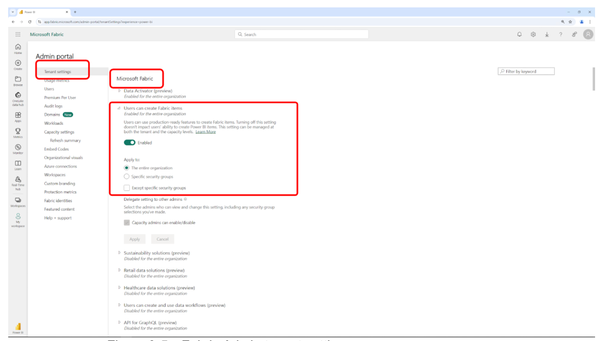 Power BI
app.fabric.microsoft.com/admin-portal/tenantSettings?experience=power-bi
Microsoft Fabric
Search
Home
Create
Browse
OneLake
data hub
Apps
Metrics
Monitor
Learn
Real-Time
hub
Workspaces
My
workspace
Power BI
Admin portal
Tenant settings
Usage metrics
Users
Premium Per User
Audit logs
Domains New
Workloads
Capacity settings
Refresh summary
Embed Codes
Organizational visuals
Azure connections
Workspaces
Custom branding
Protection metrics
Fabric identities
Featured content
Help + support
Filter by keyword
Microsoft Fabric
Data Activator (preview)
Disabled for the entire organization
Users can create Fabric items
Disabled for the entire organization
Users can use production-ready features to create Fabric items. Turning off this setting
doesn't impact users' ability to create Power BI items. This setting can be managed at
both the tenant and the capacity levels. Learn More
Enabled
Apply to:
The entire organization
Specific security groups
Except specific security groups
Delegate setting to other admins
Select the admins who can view and change this setting, including any security group
selections you've made.
Capacity admins can enable/disable
Apply
Cancel
Sustainability solutions (preview)
Disabled for the entire organization
Retail data solutions (preview)
Disabled for the entire organization
Healthcare data solutions (preview)
Disabled for the entire organization
Users can create and use data workflows (preview)
Disabled for the entire organization
API for GraphQL (preview)
Disabled for the entire organization